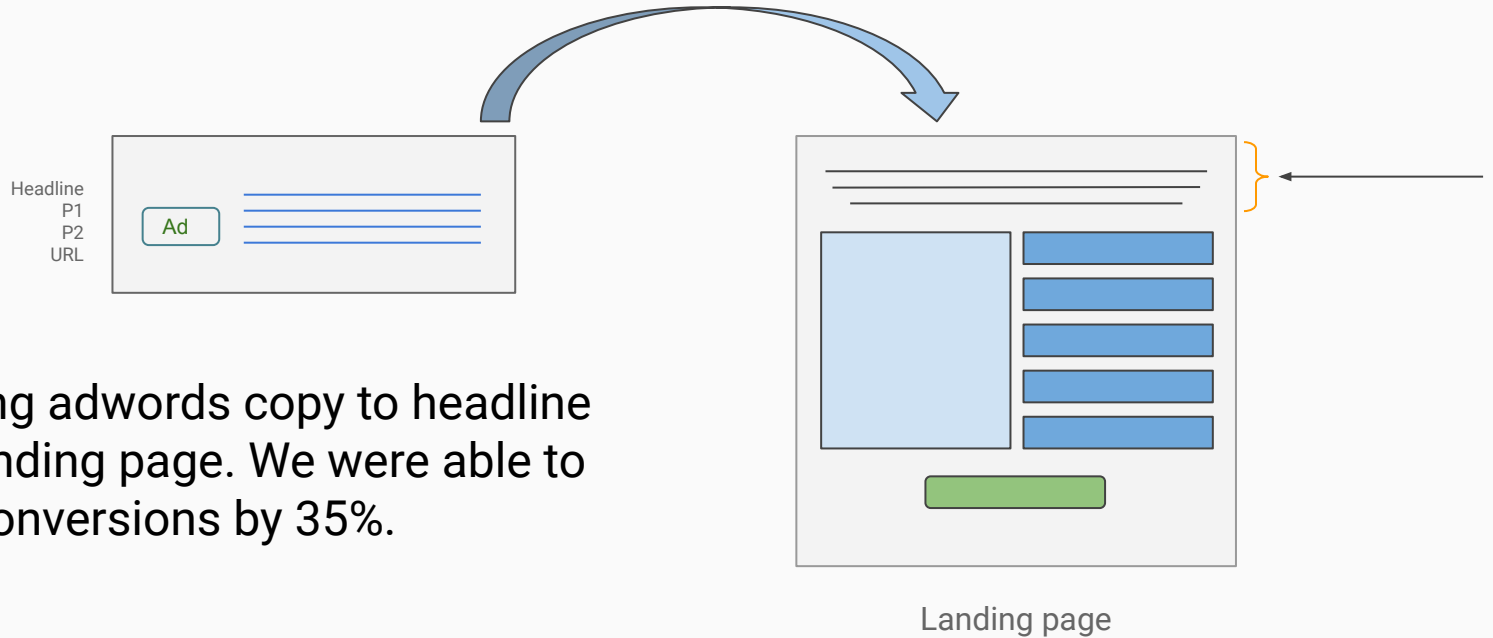 Headline
P1
P2
URL
Ad
ng adwords copy to headline
nding page. We were able to
onversions by 35%.
Landing page